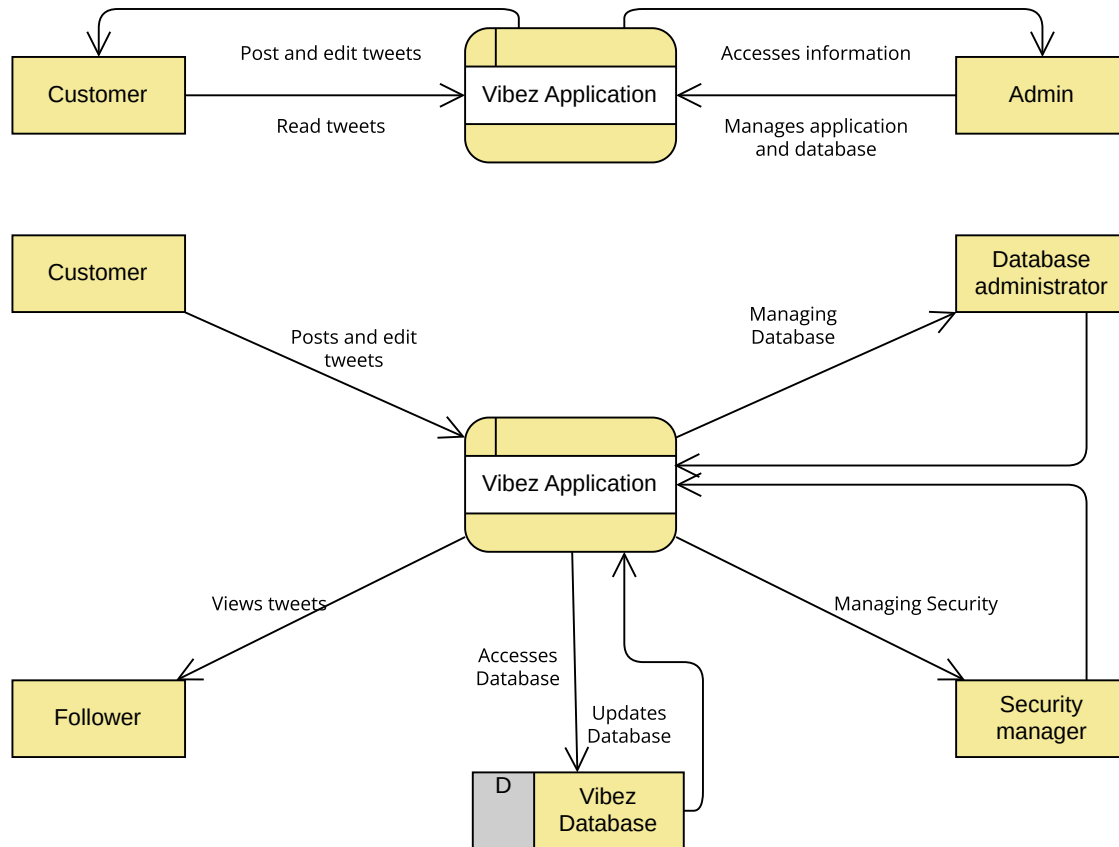 Post and edit tweets
Accesses information
Customer
Vibez Application
Admin
Read tweets
Manages application
and database
Customer
Database
administrator
Posts and edit
tweets
Managing
Database
Vibez Application
Views tweets
Managing Security
Accesses
Database
Follower
Updates
Database
Security
manager
D
Vibez
Database